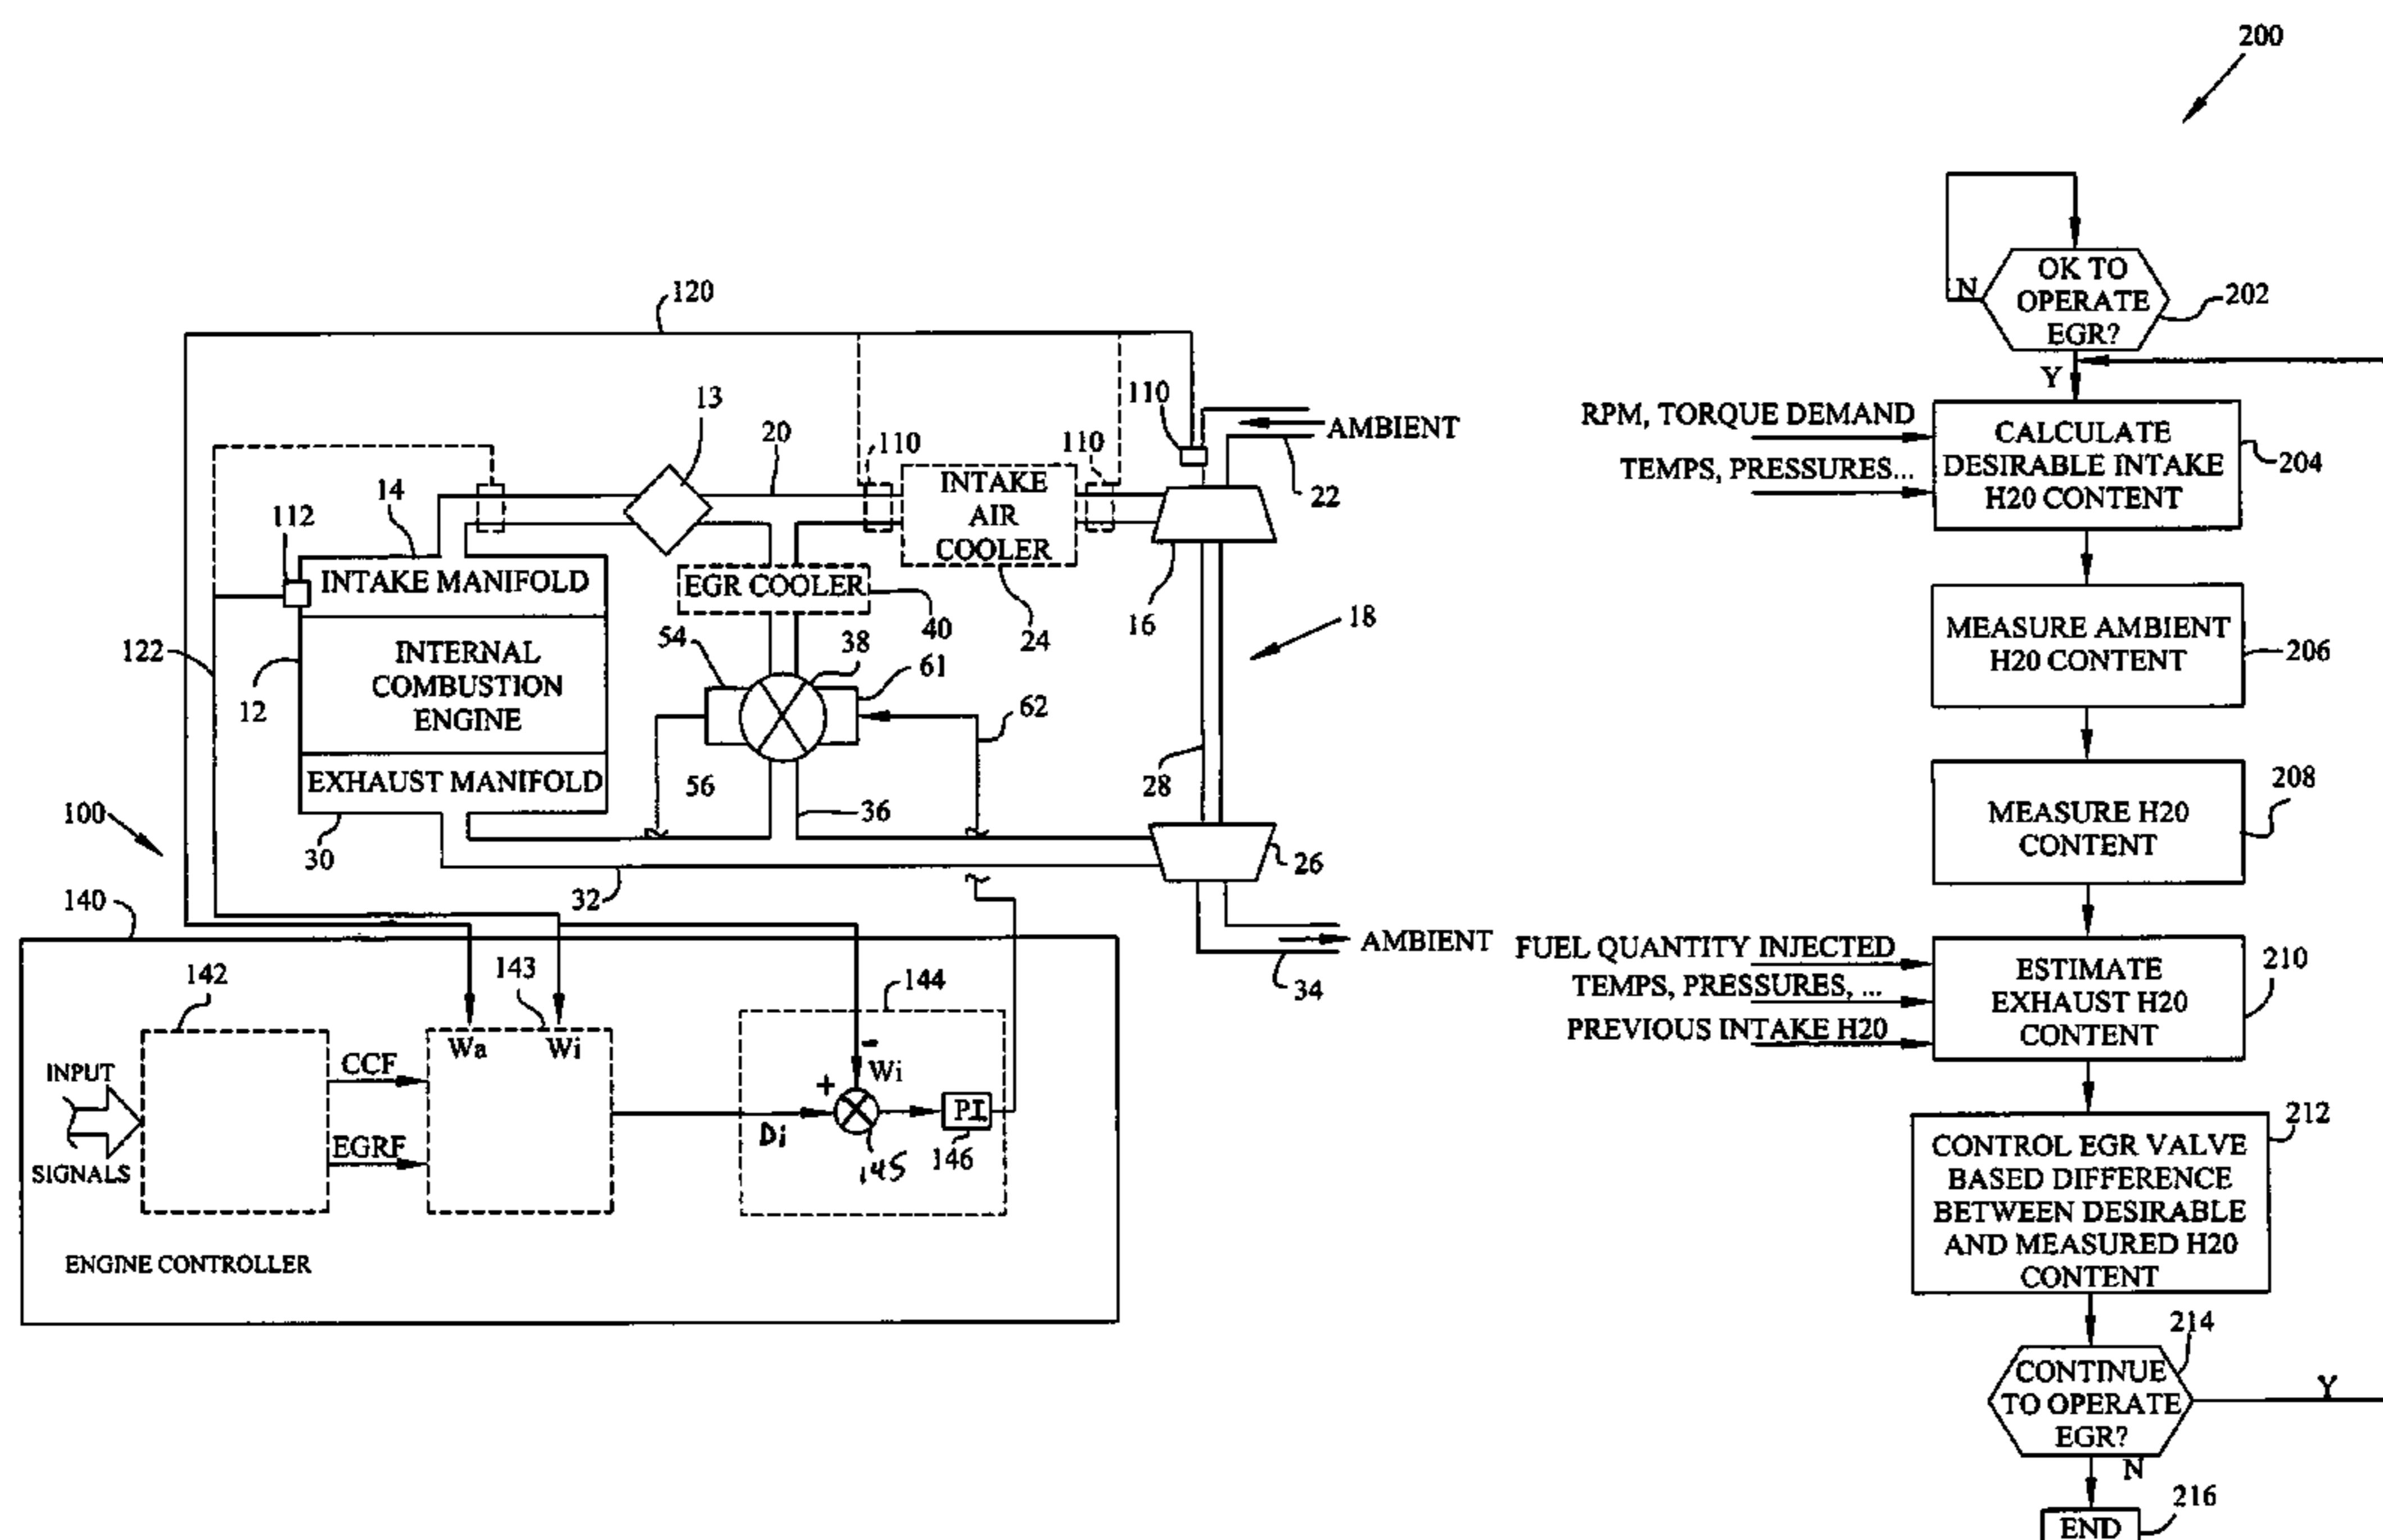 120
13
110
AMBIENT
20
110
110
14
INTAKE
AIR
COOLER
22
112
INTAKE MANIFOLD
EGR COOLER
16
18
40
24
54
38
61
122
INTERNAL
COMBUSTION
ENGINE
12
62
EXHAUST MANIFOLD
56
28
100
36
30
26
32
140
AMBIENT
142
143
144
34
Wa
Wi
-
CCF
Wi
INPUT
+
PI
EGRF
Di
145
146
SIGNALS
ENGINE CONTROLLER
200
OK TO
OPERATE
EGR?
N
202
Y
RPM, TORQUE DEMAND
TEMPS, PRESSURES...
CALCULATE
DESIRABLE INTAKE
H20 CONTENT
204
MEASURE AMBIENT
H20 CONTENT
206
208
MEASURE H20
CONTENT
FUEL QUANTITY INJECTED
TEMPS, PRESSURES, ...
PREVIOUS INTAKE H20
ESTIMATE
EXHAUST H20
CONTENT
210
212
CONTROL EGR VALVE
BASED DIFFERENCE
BETWEEN DESIRABLE
AND MEASURED H20
CONTENT
214
CONTINUE
TO OPERATE
EGR?
Y
N
216
END